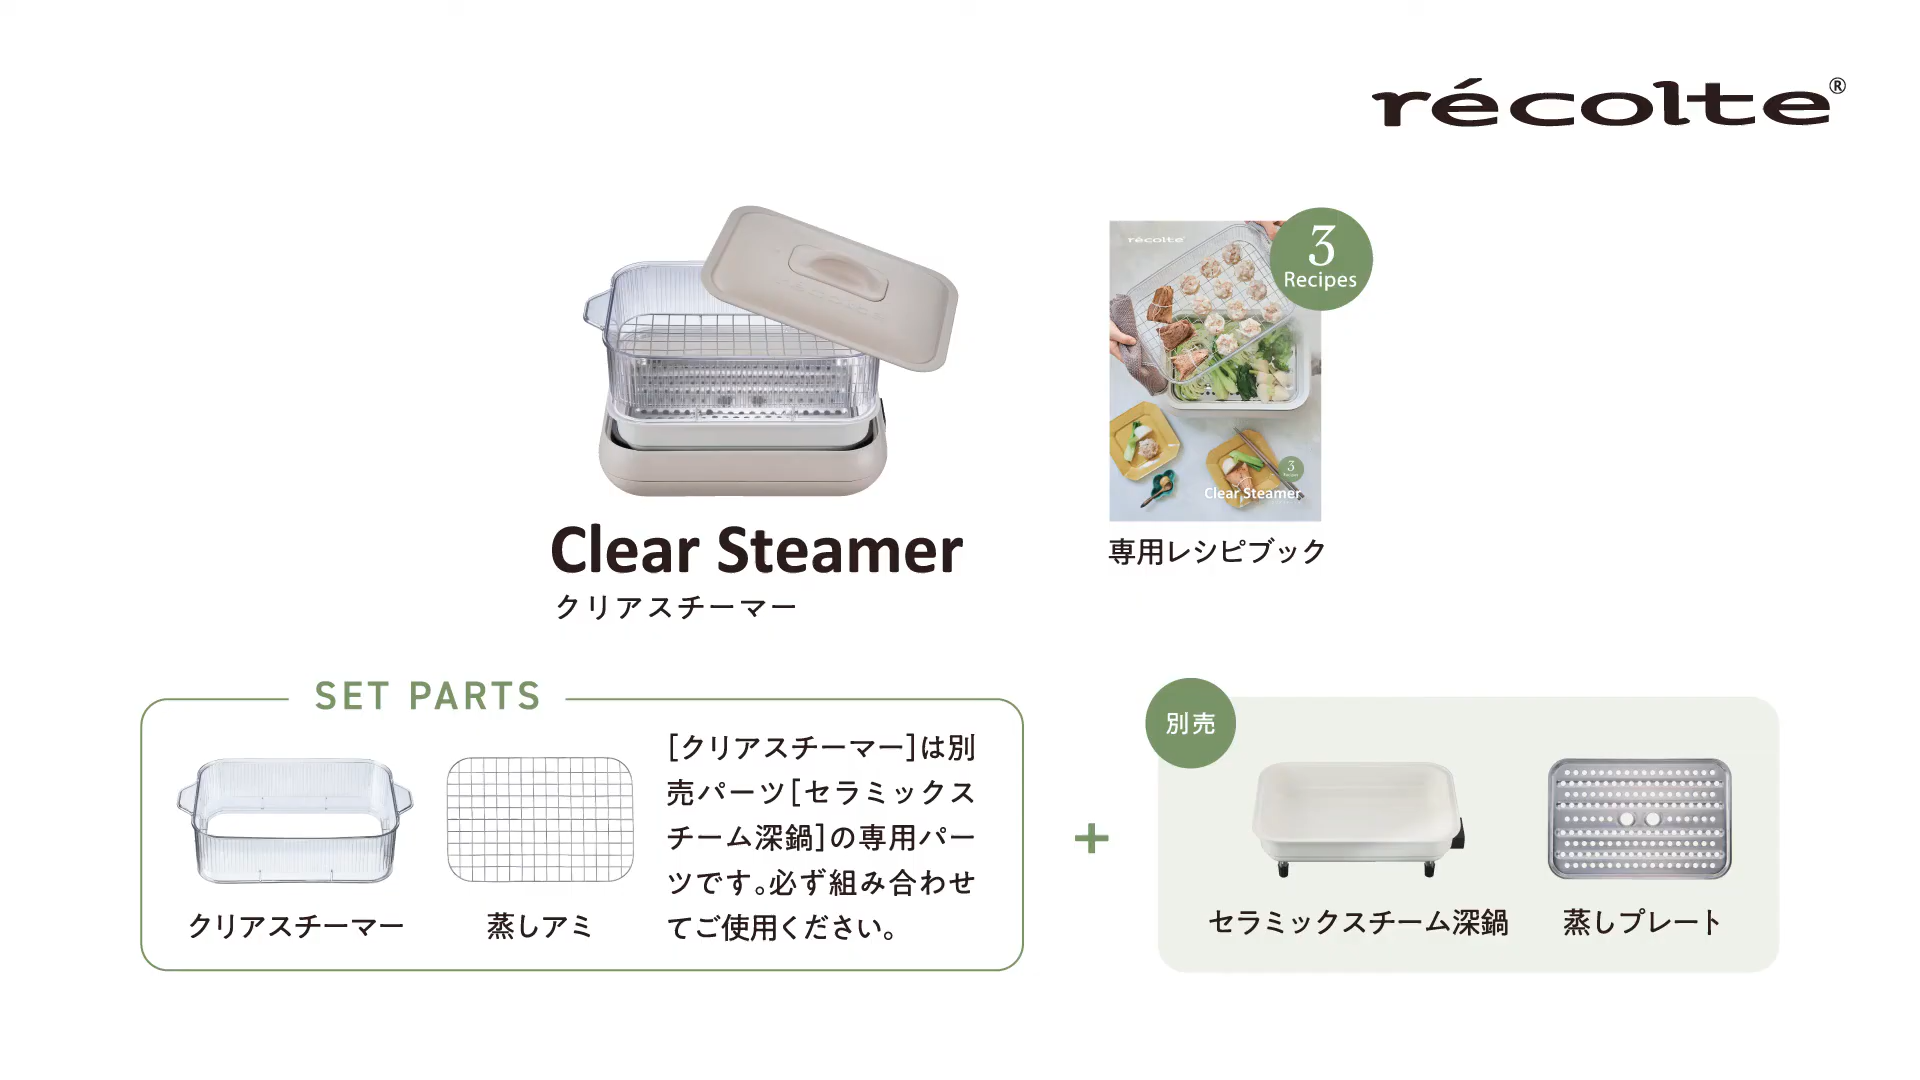 récolte®
récolte
3
Recipes
récolte®
3
Clear Steamer
専用レシピブック
Clear Steamer
クリアスチーマー
SET PARTS
[クリアスチーマー]は別
売パーツ[セラミックス
チーム深鍋]の専用パー
ツです。必ず組み合わせ
てご使用ください。
クリアスチーマー
蒸しアミ
+
別売
セラミックスチーム深鍋
蒸しプレート